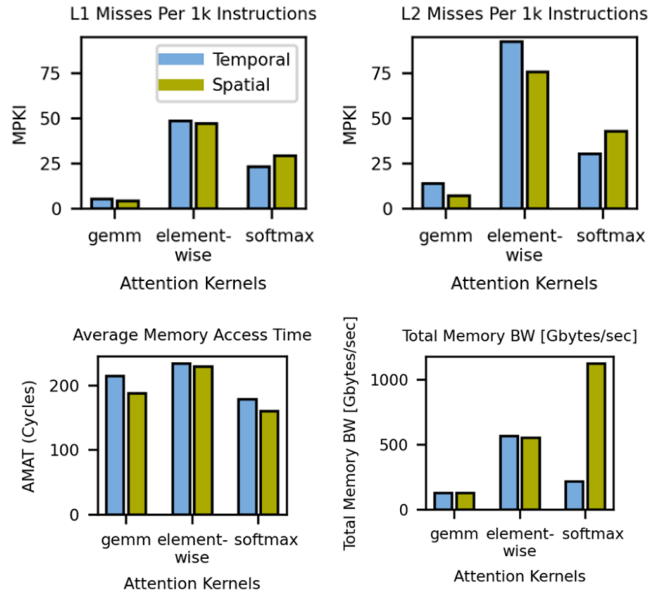 L1 Misses Per 1k Instructions
MPKI
75
50
25
0
Temporal
Spatial
gemm
element-
wise
softmax
Attention Kernels
L2 Misses Per 1k Instructions
MPKI
75
50
25
0
gemm
element-
wise
softmax
Attention Kernels
Average Memory Access Time
AMAT (Cycles)
200
100
0
gemm
element-
wise
softmax
Attention Kernels
Total Memory BW [Gbytes/sec]
Total Memory BW [Gbytes/sec]
1000
500
0
gemm
element-
wise
softmax
Attention Kernels